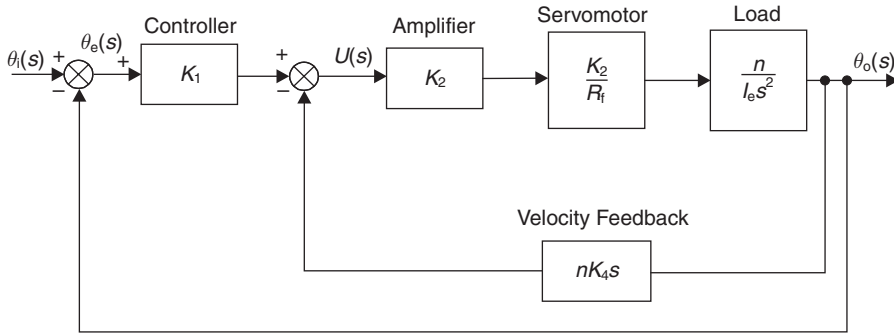 Controller
Amplifier
Servomotor
Load
θi(s)
+
−
θe(s)
+
K1
+
−
U(s)
K2
K2
Rf
n
Ies²
θo(s)
Velocity Feedback
nK4s